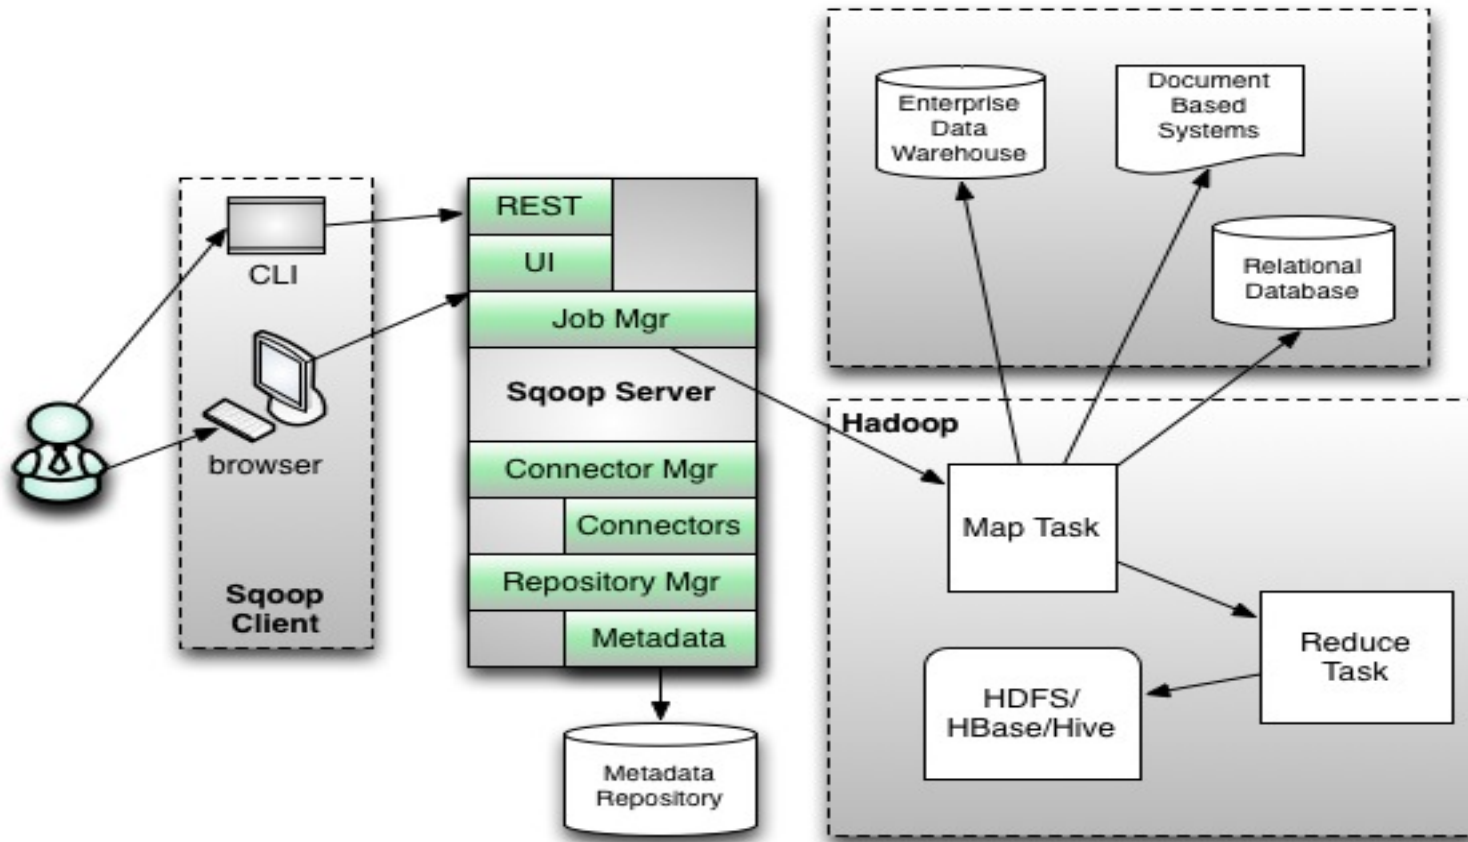 CLI
browser
Sqoop
Client
REST
UI
Job Mgr
Sqoop Server
Connector Mgr
Connectors
Repository Mgr
Metadata
Metadata
Repository
Enterprise
Data
Warehouse
Document
Based
Systems
Relational
Database
Hadoop
Map Task
Reduce
Task
HDFS/
HBase/Hive